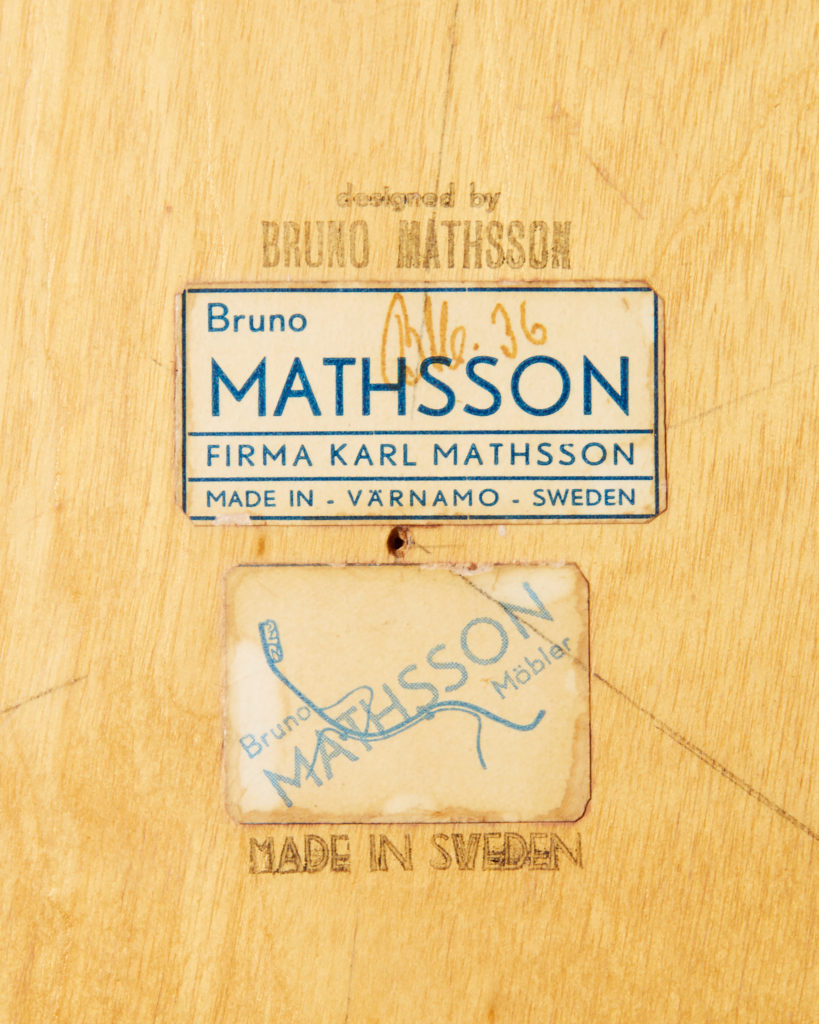 designed by
BRUNO MATHSSON
Bruno
36
MATHSSON
FIRMA KARL MATHSSON
MADE IN - VÄRNAMO - SWEDEN
Bruno
MATHSSON
Möbler
MADE IN SWEDEN